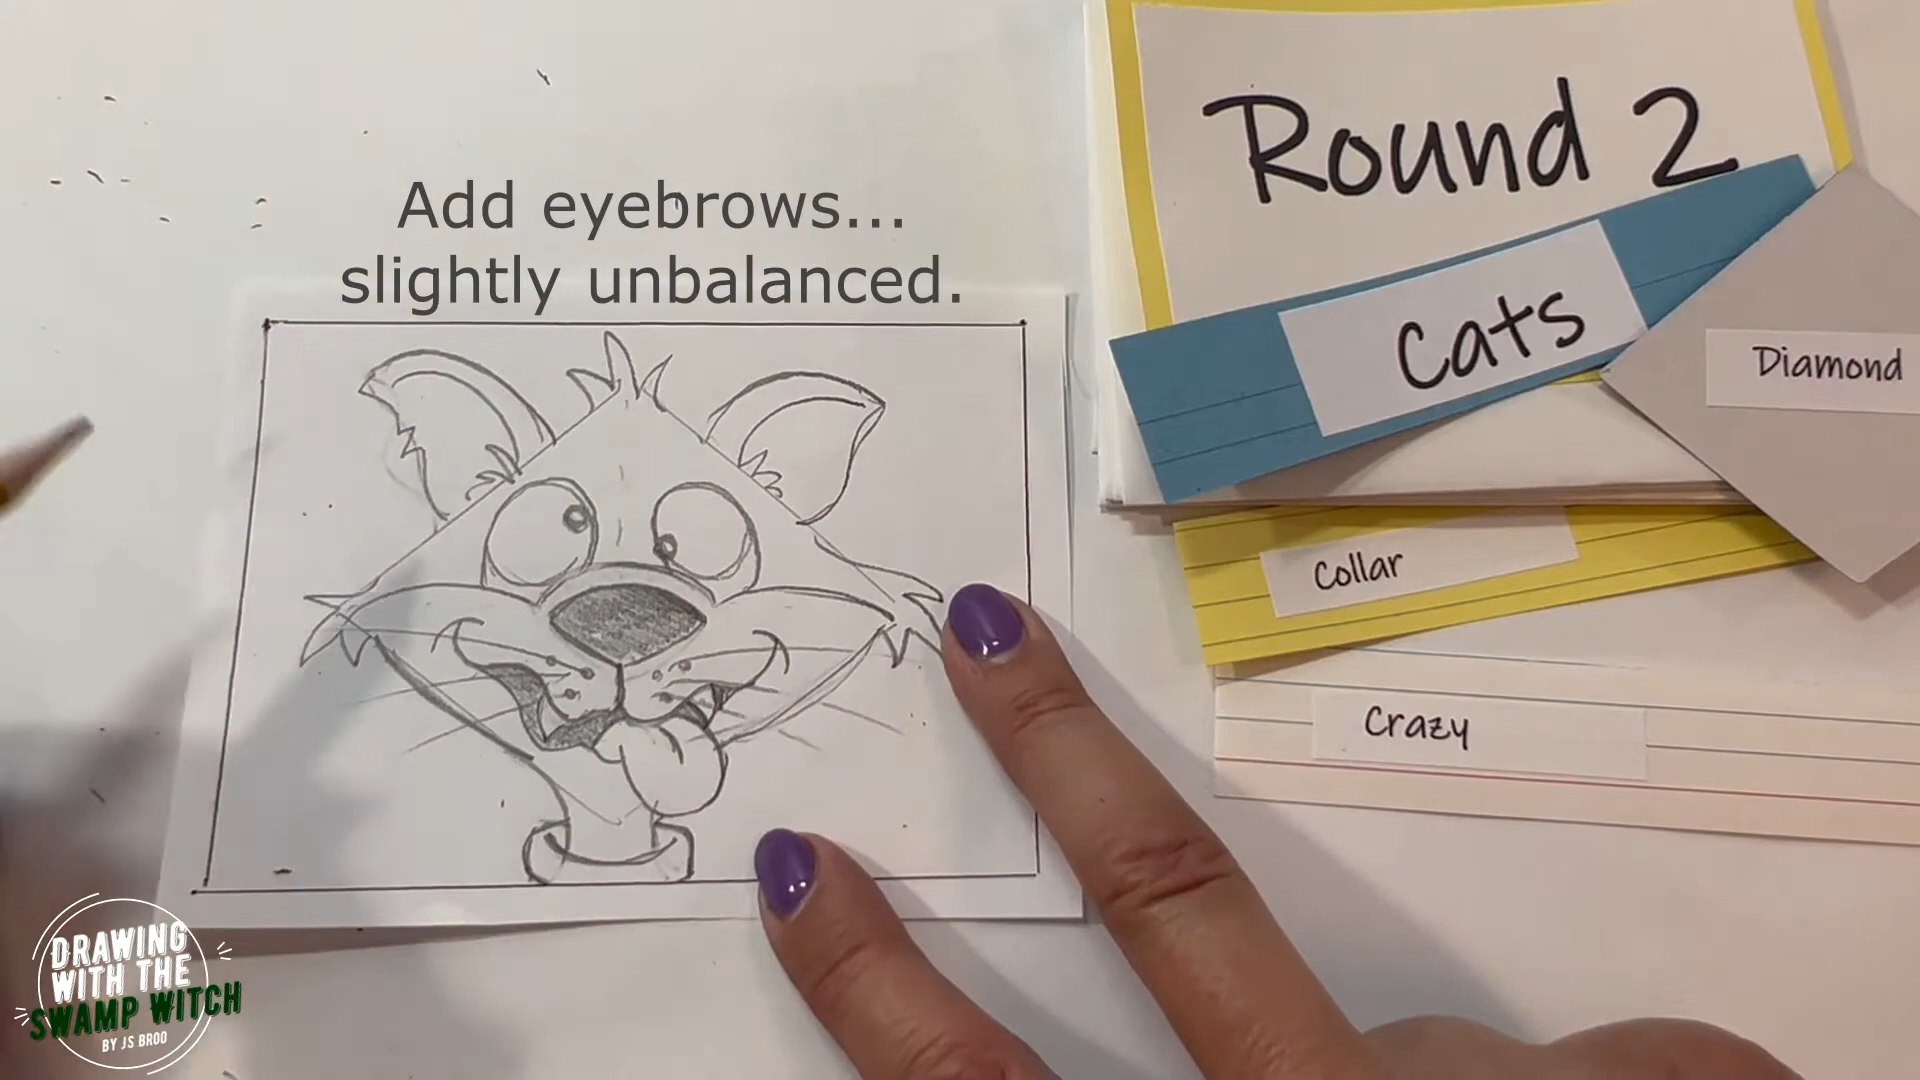 Add eyebrows...
slightly unbalanced.
Round 2
Cats
Diamond
Collar
Crazy
DRAWING
WITH THE
SWAMP WITCH
BY JS BROO